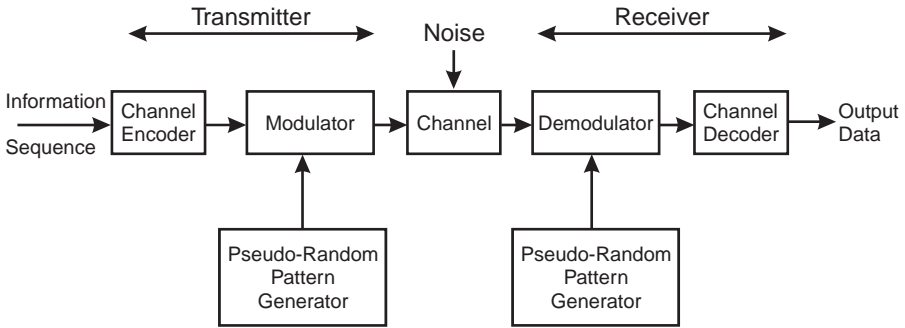 Transmitter
Receiver
Noise
Information
Sequence
Channel
Encoder
Modulator
Channel
Demodulator
Channel
Decoder
Output
Data
Pseudo-Random
Pattern
Generator
Pseudo-Random
Pattern
Generator